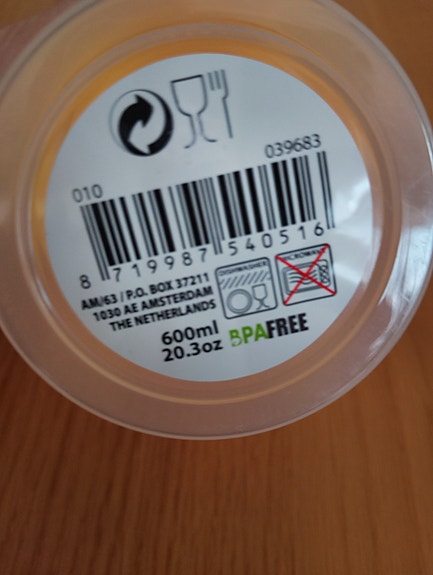 039683
010
8 719987 540516
DISHWASHER
MICROWAVE
AM/63 / P.O. BOX 37211
1030 AE AMSTERDAM
THE NETHERLANDS
600ml
20.3oz
BPAFREE